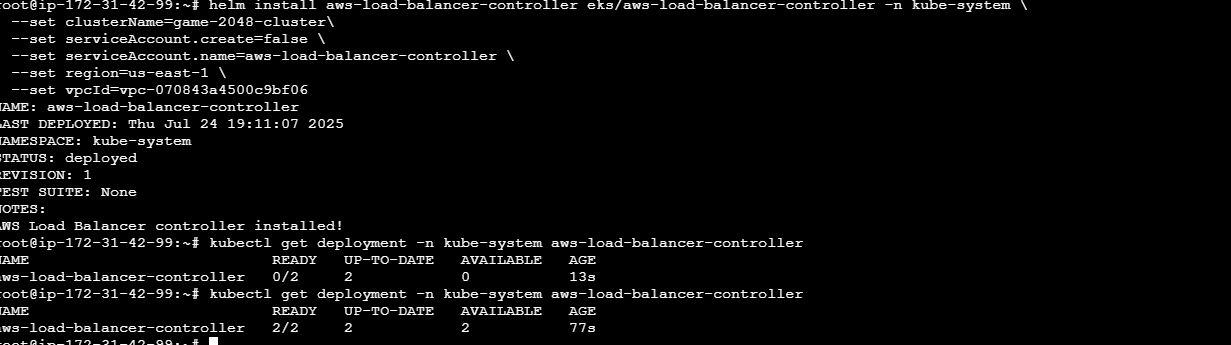 root@ip-172-31-42-99:~# helm install aws-load-balancer-controller eks/aws-load-balancer-controller -n kube-system \
  --set clusterName=game-2048-cluster\
  --set serviceAccount.create=false \
  --set serviceAccount.name=aws-load-balancer-controller \
  --set region=us-east-1 \
  --set vpcId=vpc-070843a4500c9bf06
NAME: aws-load-balancer-controller
LAST DEPLOYED: Thu Jul 24 19:11:07 2025
NAMESPACE: kube-system
STATUS: deployed
REVISION: 1
TEST SUITE: None
NOTES:
AWS Load Balancer controller installed!
root@ip-172-31-42-99:~# kubectl get deployment -n kube-system aws-load-balancer-controller
NAME                           READY   UP-TO-DATE   AVAILABLE   AGE
aws-load-balancer-controller   0/2     2            0           13s
root@ip-172-31-42-99:~# kubectl get deployment -n kube-system aws-load-balancer-controller
NAME                           READY   UP-TO-DATE   AVAILABLE   AGE
aws-load-balancer-controller   2/2     2            2           77s
root@ip-172-31-42-99:~#